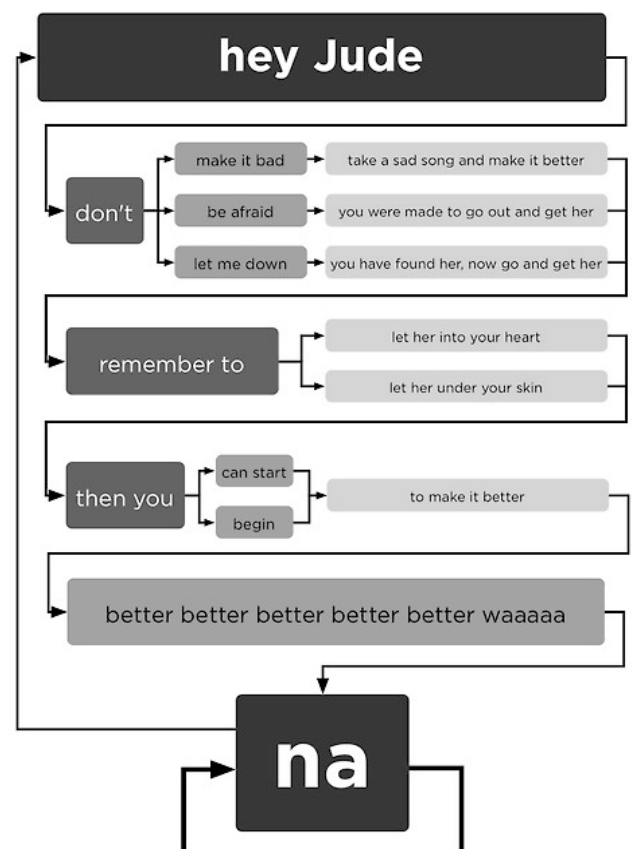 hey Jude
don't
make it bad
take a sad song and make it better
be afraid
you were made to go out and get her
let me down
you have found her, now go and get her
remember to
let her into your heart
let her under your skin
then you
can start
begin
to make it better
better better better better better waaaaa
na